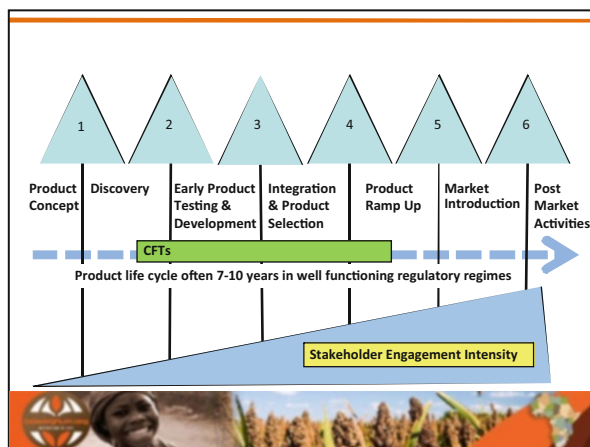 1 2 3 4 5 6
Product Concept
Discovery
Early Product Testing & Development
Integration & Product Selection
Product Ramp Up
Market Introduction
Post Market Activities
CFTs
Product life cycle often 7-10 years in well functioning regulatory regimes
Stakeholder Engagement Intensity